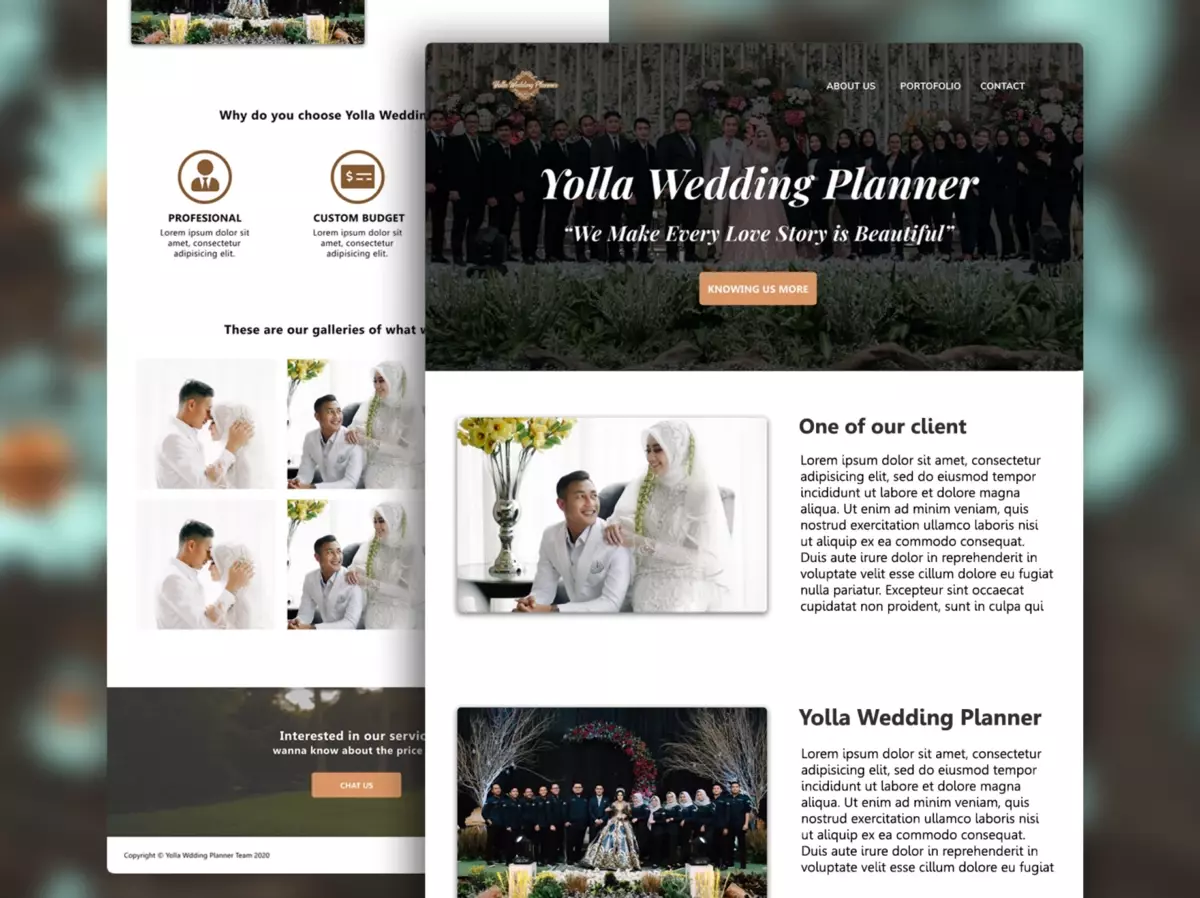 Why do you choose Yolla Weddin
PROFESIONAL
Lorem ipsum dolor sit
amet, consectetur
adipisicing elit.
CUSTOM BUDGET
Lorem ipsum dolor sit
amet, consectetur
adipisicing elit.
These are our galleries of what w
Interested in our servic
wanna know about the price
CHAT US
Copyright © Yolla Wdding Planner Team 2020
Yolla Wedding Planner
ABOUT US
PORTOFOLIO
CONTACT
Yolla Wedding Planner
“We Make Every Love Story is Beautiful”
KNOWING US MORE
One of our client
Lorem ipsum dolor sit amet, consectetur
adipisicing elit, sed do eiusmod tempor
incididunt ut labore et dolore magna
aliqua. Ut enim ad minim veniam, quis
nostrud exercitation ullamco laboris nisi
ut aliquip ex ea commodo consequat.
Duis aute irure dolor in reprehenderit in
voluptate velit esse cillum dolore eu fugiat
nulla pariatur. Excepteur sint occaecat
cupidatat non proident, sunt in culpa qui
Yolla Wedding Planner
Lorem ipsum dolor sit amet, consectetur
adipisicing elit, sed do eiusmod tempor
incididunt ut labore et dolore magna
aliqua. Ut enim ad minim veniam, quis
nostrud exercitation ullamco laboris nisi
ut aliquip ex ea commodo consequat.
Duis aute irure dolor in reprehenderit in
voluptate velit esse cillum dolore eu fugiat